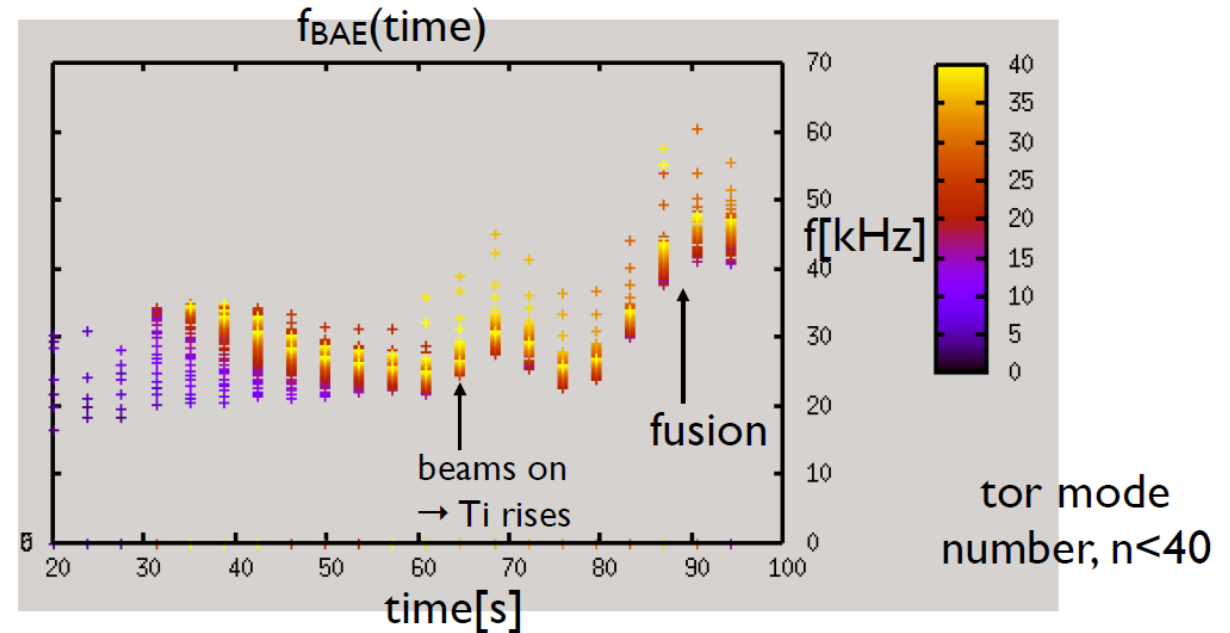 fBAE(time)
70
60
50
f[kHz]
40
30
20
10
0
fusion
beams on
→ Ti rises
20 30 40 50 60 70 80 90 100
time[s]
40
35
30
25
20
15
10
5
0
tor mode
number, n<40